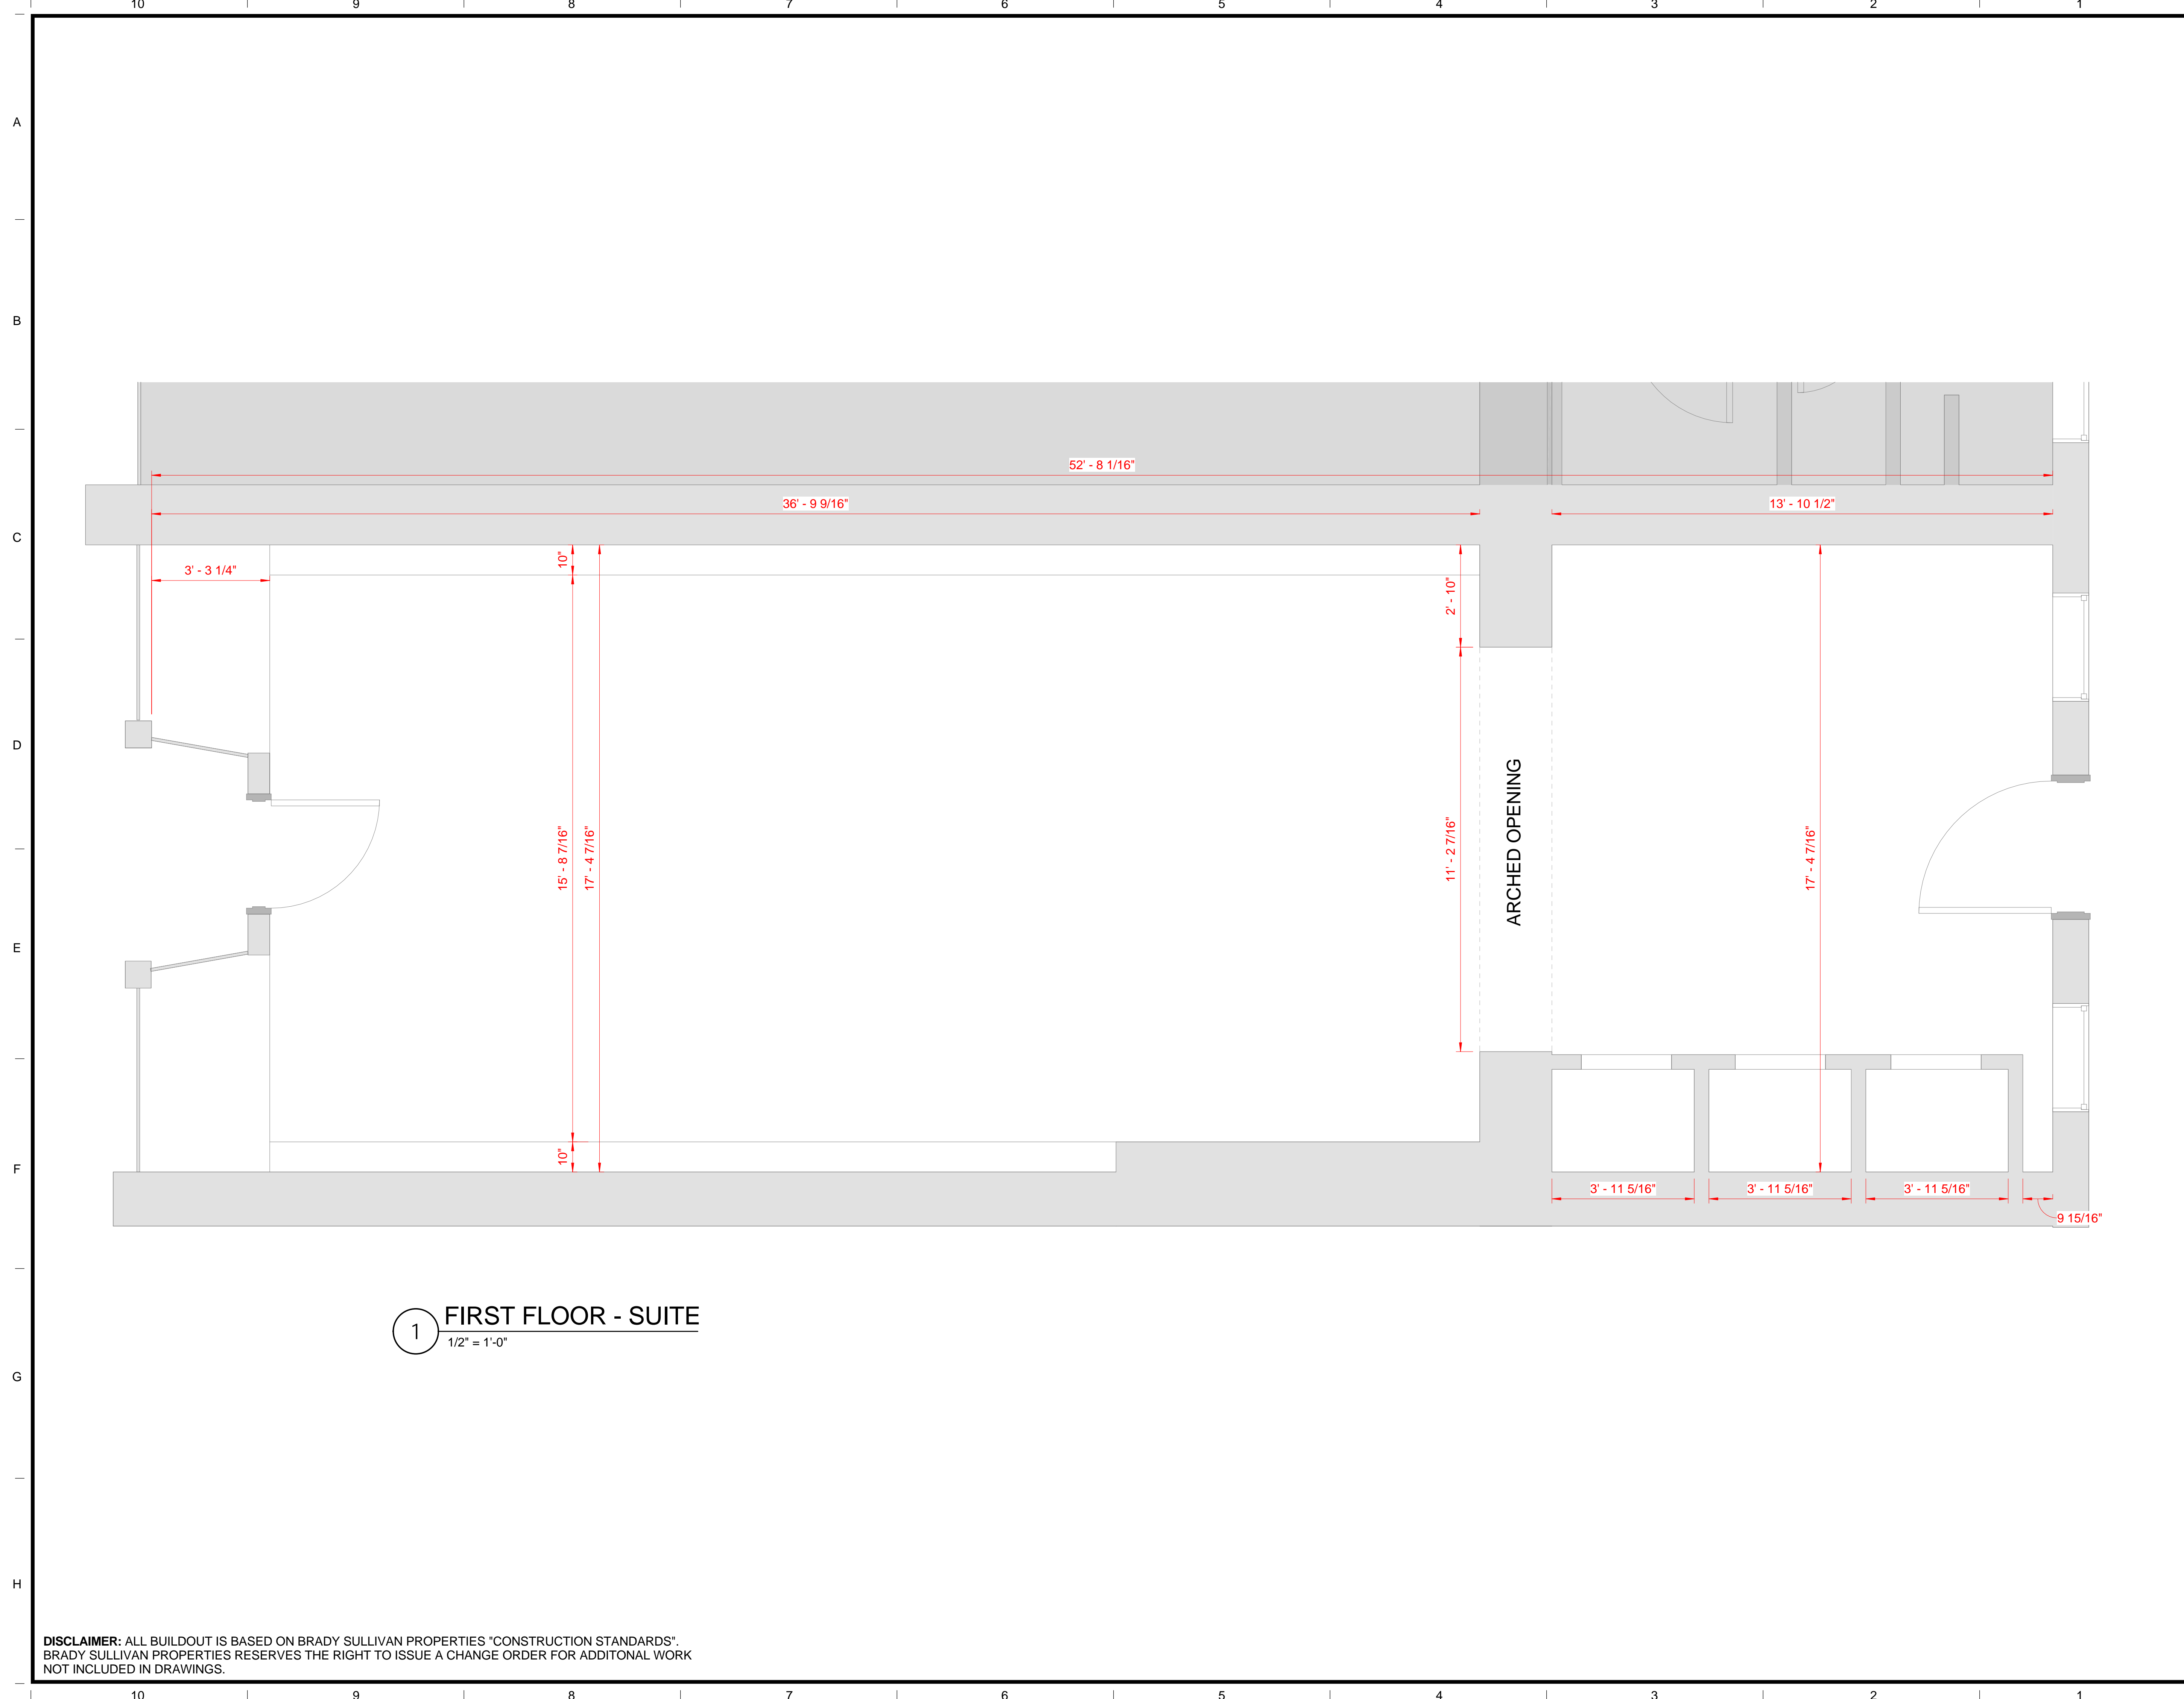 10 9 8 7 6 5 4 3 2 1
A
B
52' - 8 1/16"
36' - 9 9/16"
13' - 10 1/2"
C
10"
3' - 3 1/4"
2' - 10"
D
15' - 8 7/16"
17' - 4 7/16"
11' - 2 7/16"
ARCHED OPENING
17' - 4 7/16"
E
10"
F
3' - 11 5/16"
3' - 11 5/16"
3' - 11 5/16"
9 15/16"
1
FIRST FLOOR - SUITE
1/2" = 1'-0"
G
H
DISCLAIMER: ALL BUILDOUT IS BASED ON BRADY SULLIVAN PROPERTIES "CONSTRUCTION STANDARDS".
BRADY SULLIVAN PROPERTIES RESERVES THE RIGHT TO ISSUE A CHANGE ORDER FOR ADDITONAL WORK
NOT INCLUDED IN DRAWINGS.
10 9 8 7 6 5 4 3 2 1